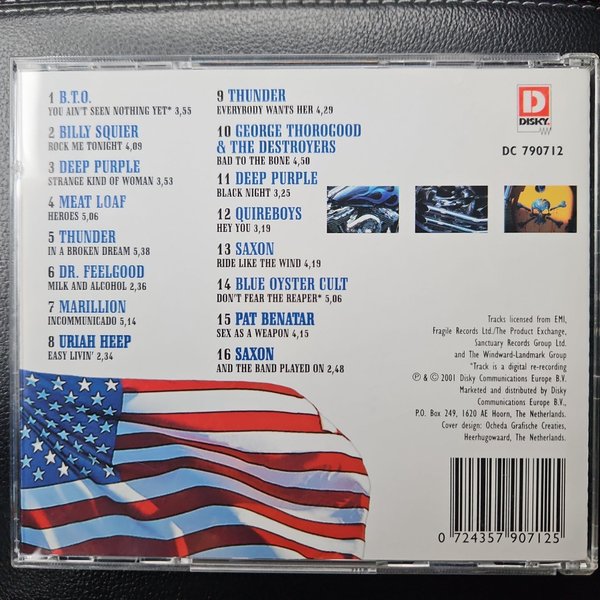 1 B.T.O.
YOU AIN'T SEEN NOTHING YET* 3,55
2 BILLY SQUIER
ROCK ME TONIGHT 4,09
3 DEEP PURPLE
STRANGE KIND OF WOMAN 3,53
4 MEAT LOAF
HEROES 5,06
5 THUNDER
IN A BROKEN DREAM 5,38
6 DR. FEELGOOD
MILK AND ALCOHOL 2,36
7 MARILLION
INCOMMUNICADO 5,14
8 URIAH HEEP
EASY LIVIN' 2,34
9 THUNDER
EVERYBODY WANTS HER 4,29
10 GEORGE THOROGOOD
& THE DESTROYERS
BAD TO THE BONE 4,50
11 DEEP PURPLE
BLACK NIGHT 3,25
12 QUIREBOYS
HEY YOU 3,19
13 SAXON
RIDE LIKE THE WIND 4,19
14 BLUE OYSTER CULT
DON'T FEAR THE REAPER* 5,06
15 PAT BENATAR
SEX AS A WEAPON 4,15
16 SAXON
AND THE BAND PLAYED ON 2,48
D
DISKY
DC 790712
Tracks licensed from EMI,
Fragile Records Ltd./The Product Exchange,
Sanctuary Records Group Ltd.
and The Windward-Landmark Group
*Track is a digital re-recording
℗ & © 2001 Disky Communications Europe B.V.
Marketed and distributed by Disky
Communications Europe B.V.,
P.O. Box 249, 1620 AE Hoorn, The Netherlands.
Cover design: Ocheda Grafische Creaties,
Heerhugowaard, The Netherlands.
0 724357 907125